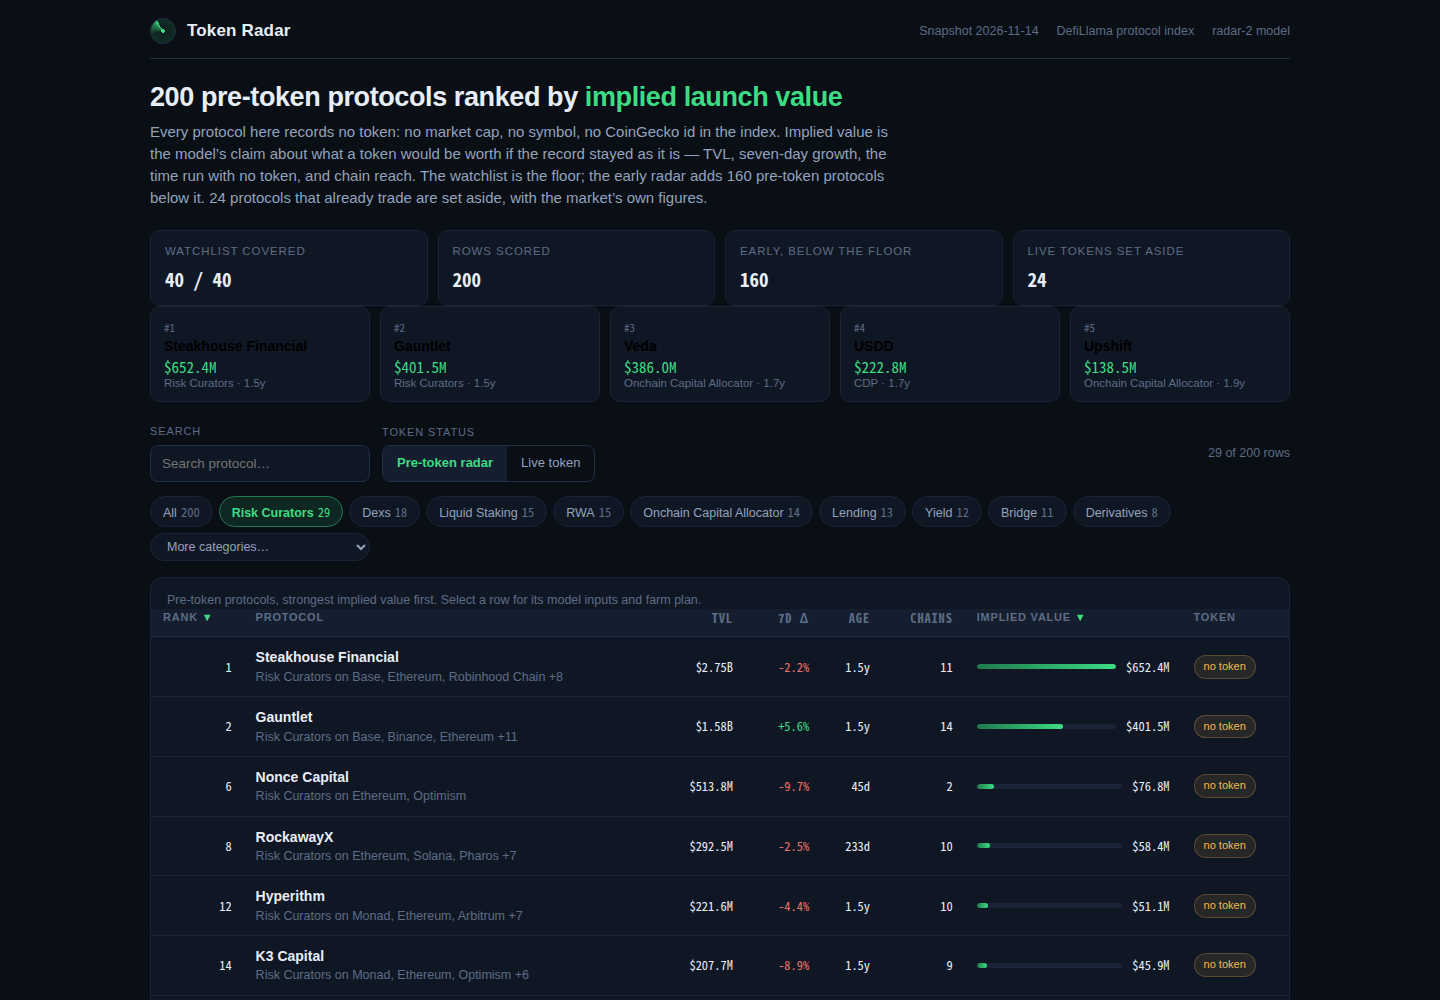 Token Radar
Snapshot 2026-11-14 DefiLlama protocol index radar-2 model
200 pre-token protocols ranked by implied launch value
Every protocol here records no token: no market cap, no symbol, no CoinGecko id in the index. Implied value is
the model's claim about what a token would be worth if the record stayed as it is — TVL, seven-day growth, the
time run with no token, and chain reach. The watchlist is the floor; the early radar adds 160 pre-token protocols
below it. 24 protocols that already trade are set aside, with the market's own figures.
WATCHLIST COVERED
40 / 40
ROWS SCORED
200
EARLY, BELOW THE FLOOR
160
LIVE TOKENS SET ASIDE
24
#1
Steakhouse Financial
$652.4M
Risk Curators · 1.5y
#2
Gauntlet
$401.5M
Risk Curators · 1.5y
#3
Veda
$386.0M
Onchain Capital Allocator · 1.7y
#4
USDD
$222.8M
CDP · 1.7y
#5
Upshift
$138.5M
Onchain Capital Allocator · 1.9y
SEARCH
Search protocol…
TOKEN STATUS
Pre-token radar Live token
29 of 200 rows
All 200 Risk Curators 29 Dexs 18 Liquid Staking 15 RWA 15 Onchain Capital Allocator 14 Lending 13 Yield 12 Bridge 11 Derivatives 8
More categories…
Pre-token protocols, strongest implied value first. Select a row for its model inputs and farm plan.
RANK ▼ PROTOCOL TVL 7D Δ AGE CHAINS IMPLIED VALUE ▼ TOKEN
1 Steakhouse Financial $2.75B -2.2% 1.5y 11 $652.4M no token
Risk Curators on Base, Ethereum, Robinhood Chain +8
2 Gauntlet $1.58B +5.6% 1.5y 14 $401.5M no token
Risk Curators on Base, Binance, Ethereum +11
6 Nonce Capital $513.8M -9.7% 45d 2 $76.8M no token
Risk Curators on Ethereum, Optimism
8 RockawayX $292.5M -2.5% 233d 10 $58.4M no token
Risk Curators on Ethereum, Solana, Pharos +7
12 Hyperithm $221.6M -4.4% 1.5y 10 $51.1M no token
Risk Curators on Monad, Ethereum, Arbitrum +7
14 K3 Capital $207.7M -8.9% 1.5y 9 $45.9M no token
Risk Curators on Monad, Ethereum, Optimism +6